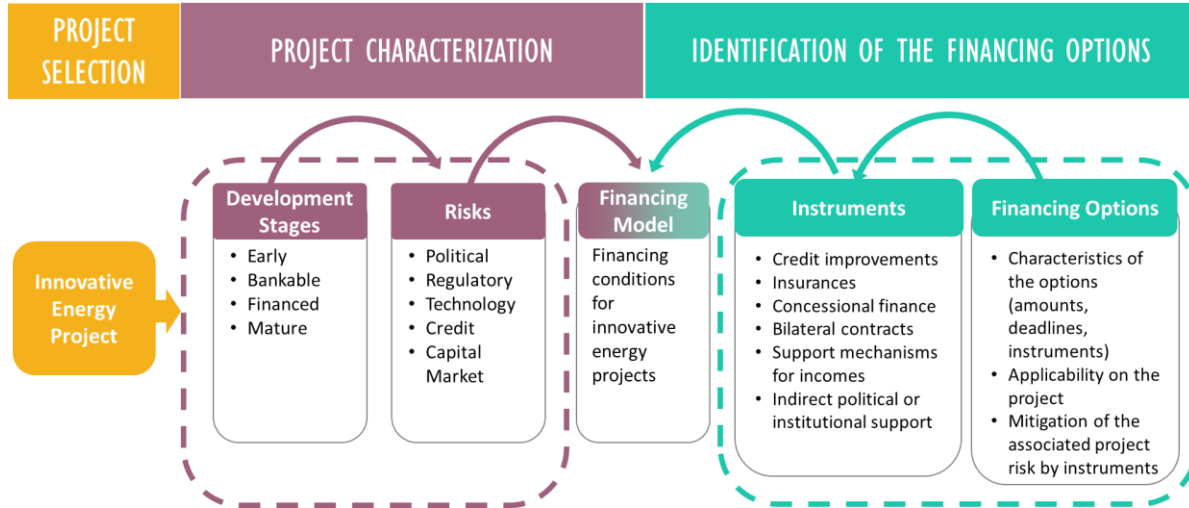 PROJECT
SELECTION
PROJECT CHARACTERIZATION
IDENTIFICATION OF THE FINANCING OPTIONS
Innovative
Energy
Project
Development
Stages
• Early
• Bankable
• Financed
• Mature
Risks
• Political
• Regulatory
• Technology
• Credit
• Capital
Market
Financing
Model
Financing
conditions
for
innovative
energy
projects
Instruments
• Credit improvements
• Insurances
• Concessional finance
• Bilateral contracts
• Support mechanisms
for incomes
• Indirect political or
institutional support
Financing Options
• Characteristics of
the options
(amounts,
deadlines,
instruments)
• Applicability on the
project
• Mitigation of the
associated project
risk by instruments